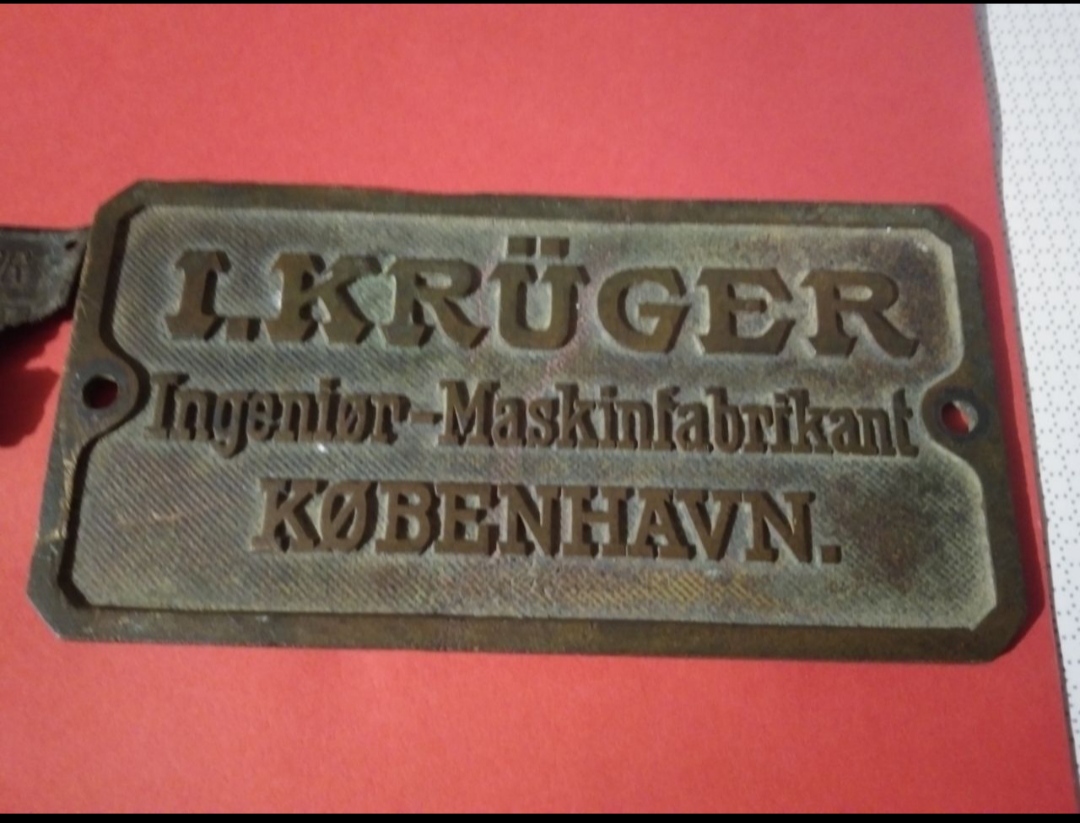 I. KRÜGER
Ingeniør-Maskinfabrikant
KØBENHAVN.